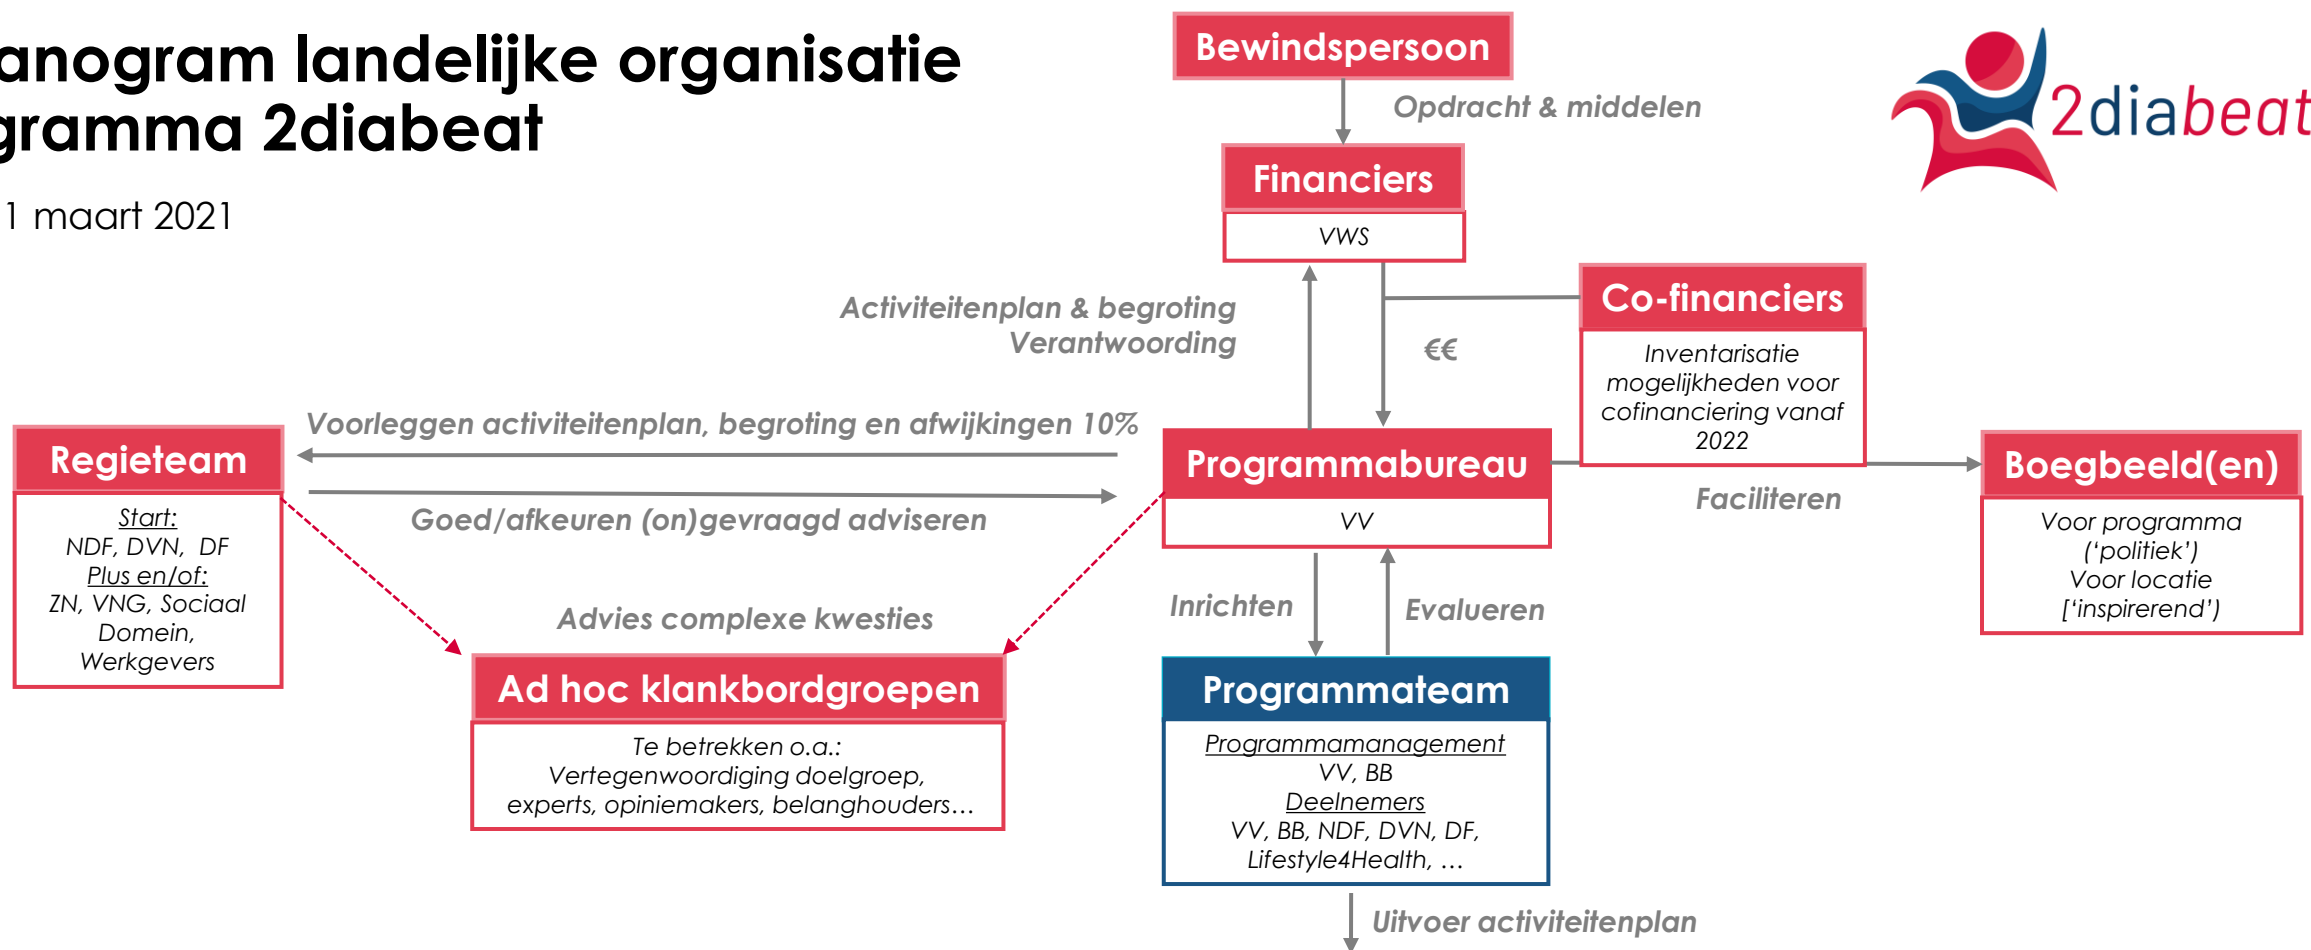 anogram landelijke organisatie
gramma 2diabeat
1 maart 2021
Bewindspersoon
Opdracht & middelen
2diabeat
Financiers
VWS
Activiteitenplan & begroting
Verantwoording
€€
Co-financiers
Inventarisatie
mogelijkheden voor
cofinanciering vanaf
2022
Voorleggen activiteitenplan, begroting en afwijkingen 10%
Regieteam
Start:
NDF, DVN, DF
Plus en/of:
ZN, VNG, Sociaal
Domein,
Werkgevers
Goed/afkeuren (on)gevraagd adviseren
Programmabureau
VV
Faciliteren
Boegbeeld(en)
Voor programma
(‘politiek’)
Voor locatie
[‘inspirerend’)
Advies complexe kwesties
Inrichten
Evalueren
Ad hoc klankbordgroepen
Te betrekken o.a.:
Vertegenwoordiging doelgroep,
experts, opiniemakers, belanghouders…
Programmateam
Programmamanagement
VV, BB
Deelnemers
VV, BB, NDF, DVN, DF,
Lifestyle4Health, …
Uitvoer activiteitenplan